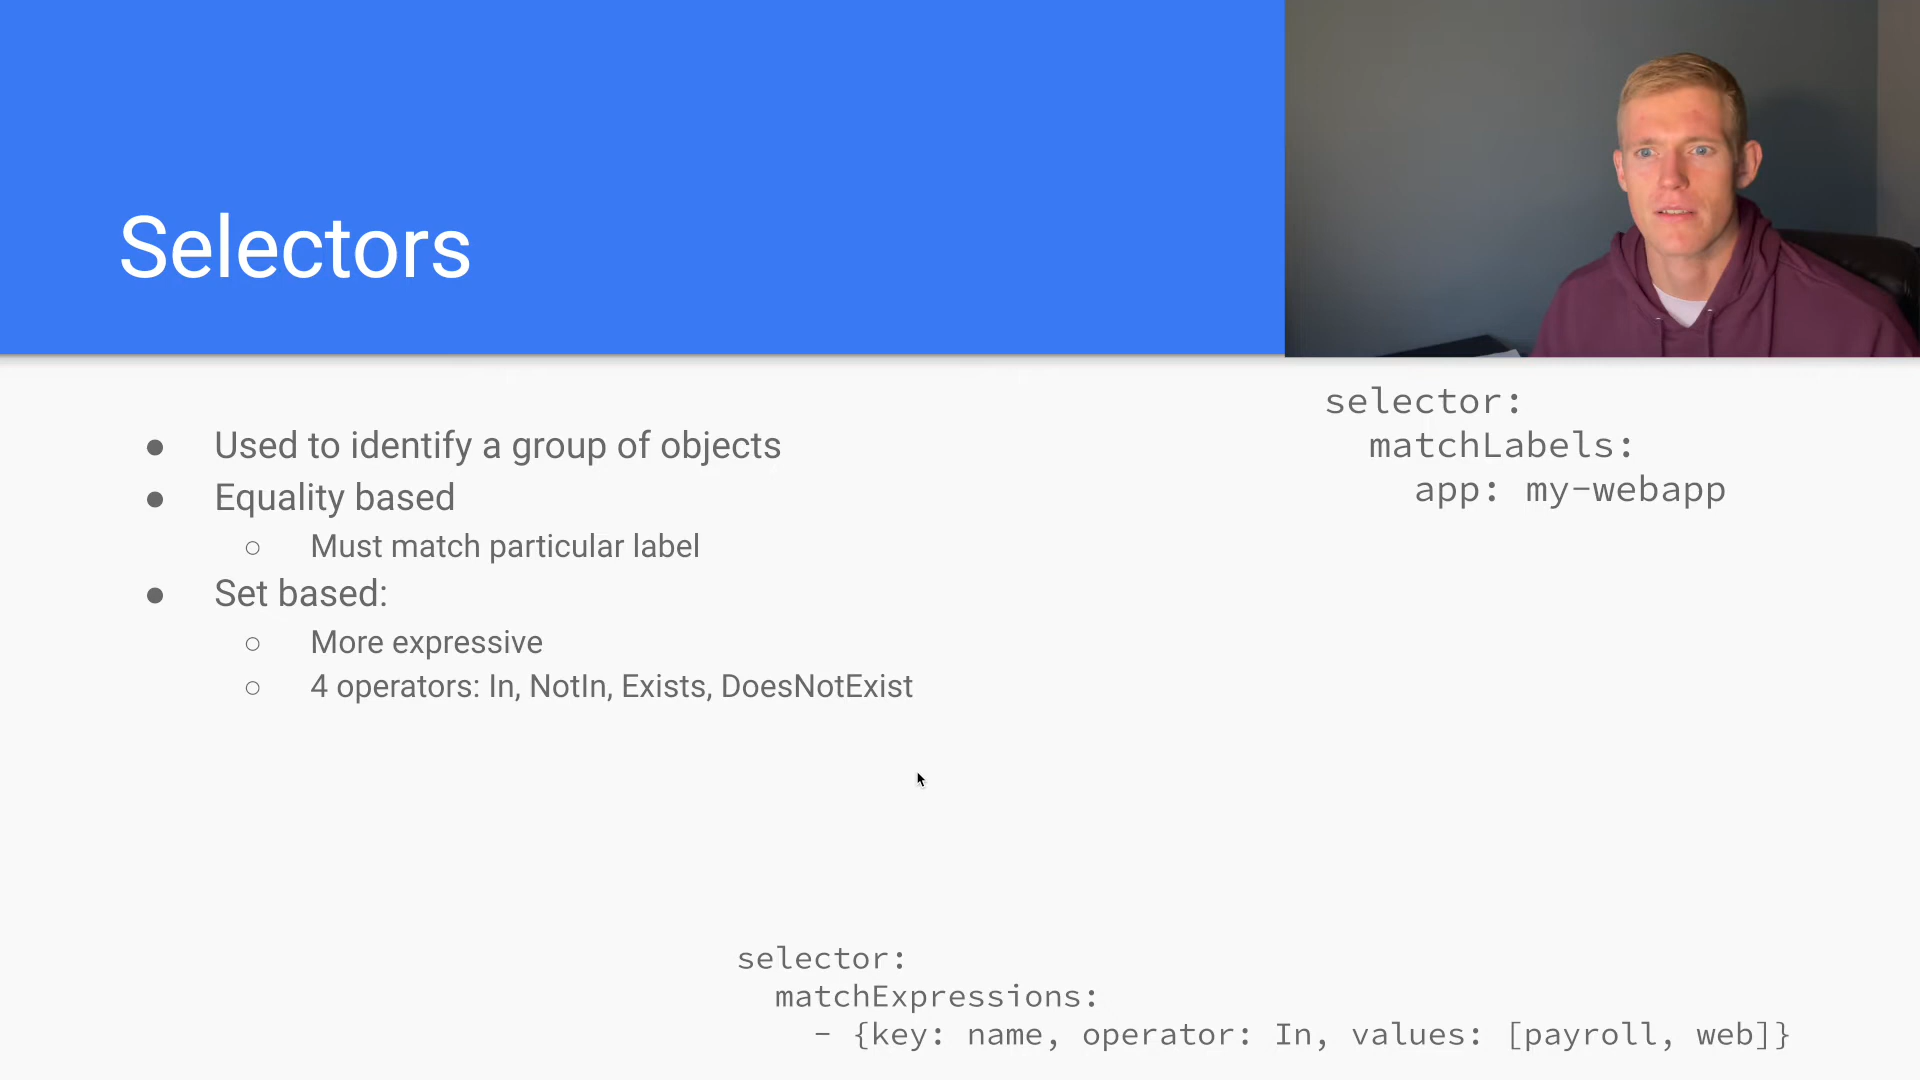 Selectors
Used to identify a group of objects
Equality based
Must match particular label
Set based:
More expressive
4 operators: In, NotIn, Exists, DoesNotExist
selector:
matchLabels:
app: my-webapp
selector:
matchExpressions:
- {key: name, operator: In, values: [payroll, web]}